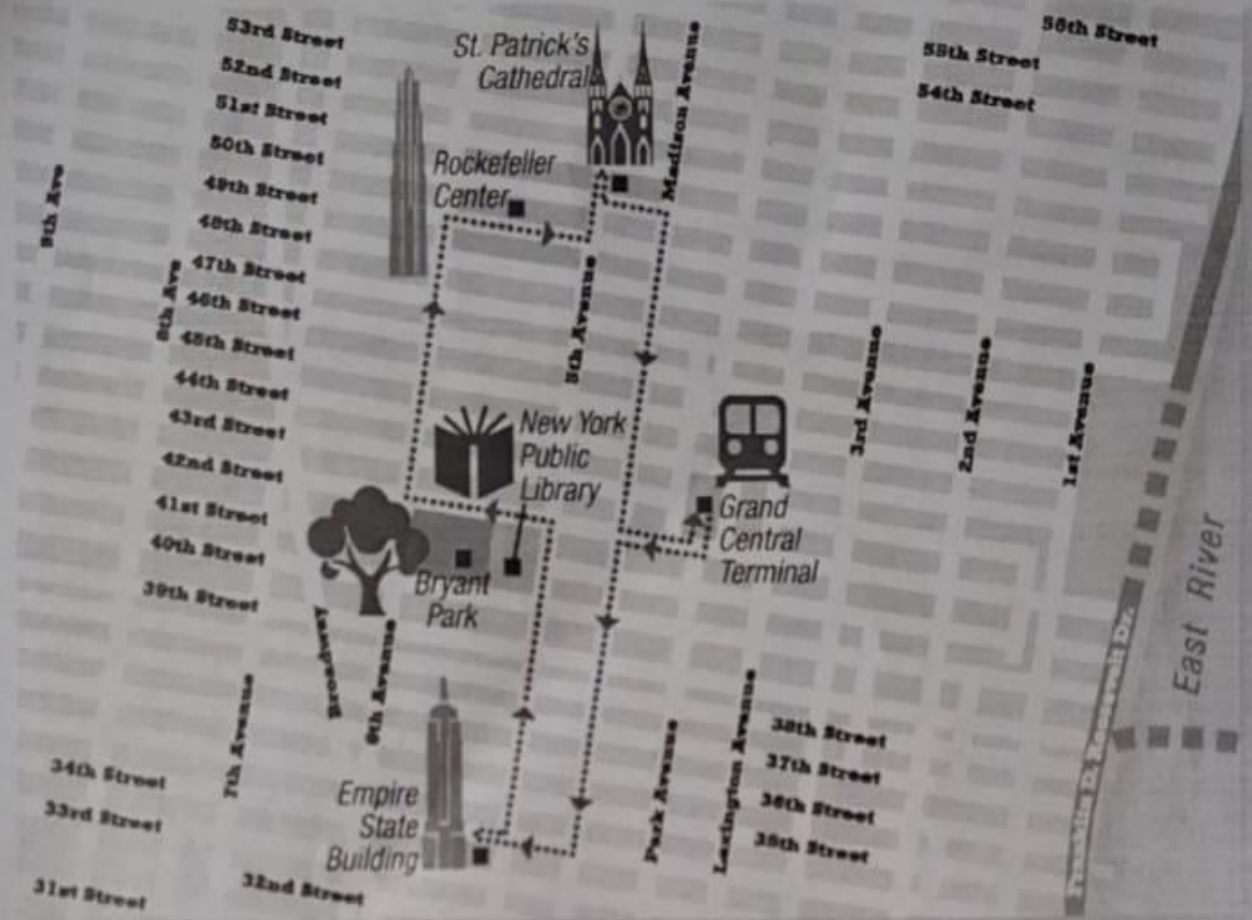 53rd Street
52nd Street
51st Street
50th Street
49th Street
48th Street
47th Street
46th Street
45th Street
44th Street
43rd Street
42nd Street
41st Street
40th Street
39th Street
9th Ave
8th Ave
St. Patrick's
Cathedral
Madison Avenue
56th Street
55th Street
54th Street
Rockefeller
Center
5th Avenue
New York
Public
Library
3rd Avenue
2nd Avenue
1st Avenue
Grand
Central
Terminal
Bryant
Park
Broadway
6th Avenue
7th Avenue
34th Street
33rd Street
32nd Street
31st Street
Empire
State
Building
Park Avenue
Lexington Avenue
38th Street
37th Street
36th Street
35th Street
Franklin D. Roosevelt Dr.
East River